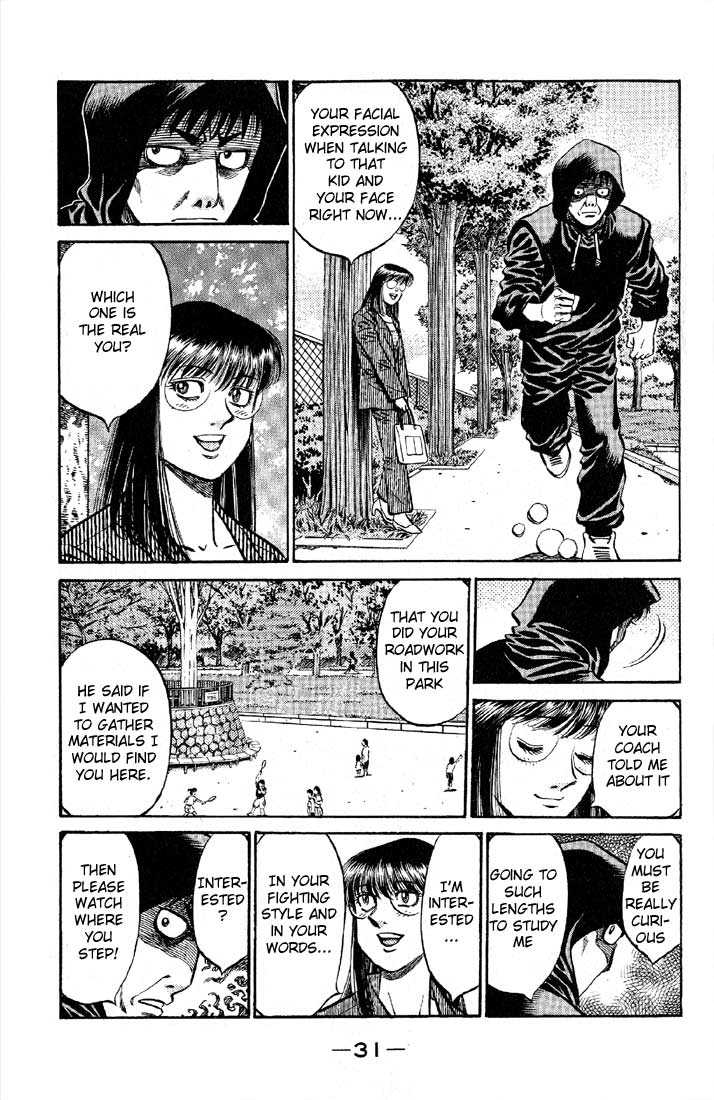 YOUR FACIAL
EXPRESSION
WHEN TALKING
TO THAT
KID AND
YOUR FACE
RIGHT NOW...
WHICH
ONE IS
THE REAL
YOU?
YOUR
COACH
TOLD ME
ABOUT IT
THAT YOU
DID YOUR
ROADWORK
IN THIS
PARK
HE SAID IF
I WANTED
TO GATHER
MATERIALS I
WOULD FIND
YOU HERE.
YOU
MUST
BE
REALLY
CURI-
OUS
GOING TO
SUCH
LENGTHS
TO STUDY
ME
I'M
INTER-
ESTED
...
IN YOUR
FIGHTING
STYLE AND
IN YOUR
WORDS...
INTER-
ESTED
?
THEN
PLEASE
WATCH
WHERE
YOU
STEP!
—31—